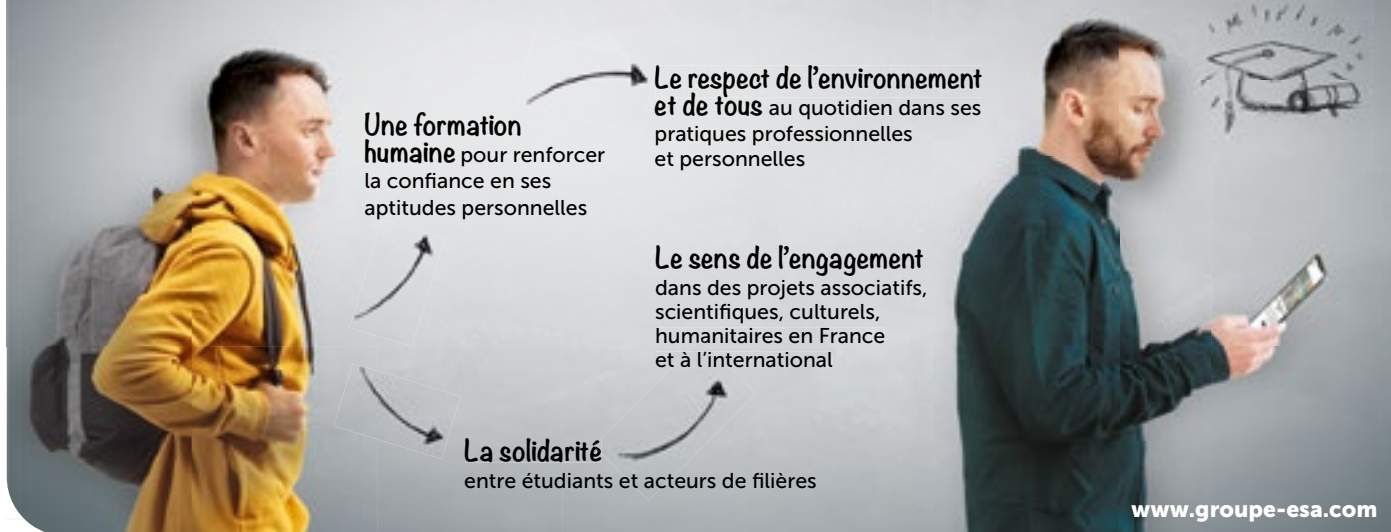 Une formation
humaine pour renforcer
la confiance en ses
aptitudes personnelles
Le respect de l’environnement
et de tous au quotidien dans ses
pratiques professionnelles
et personnelles
Le sens de l’engagement
dans des projets associatifs,
scientifiques, culturels,
humanitaires en France
et à l’international
La solidarité
entre étudiants et acteurs de filières
www.groupe-esa.com